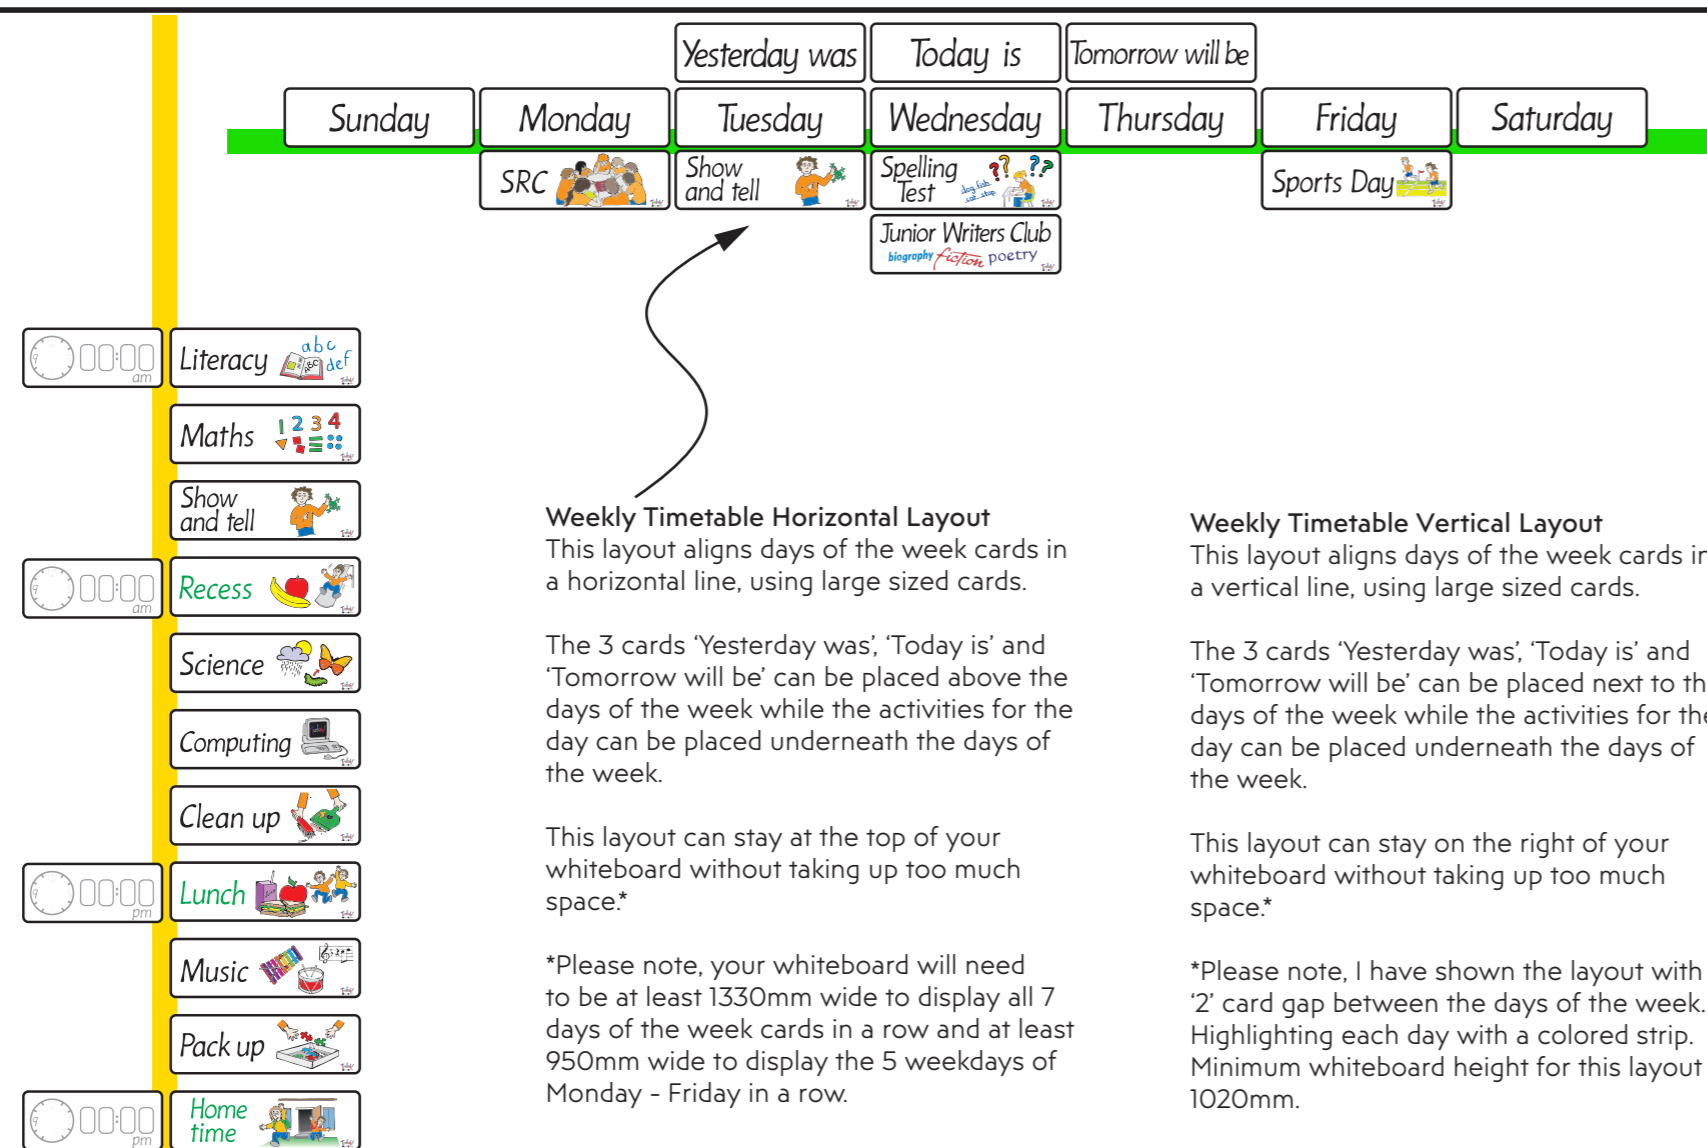 Yesterday was
Today is
Tomorrow will be
Sunday
Monday
Tuesday
Wednesday
Thursday
Friday
Saturday
SRC
Show
and tell
Spelling
Test
dog fish
cat stop
Sports Day
Junior Writers Club
biography fiction poetry
00:00
am
Literacy
abc
def
ABC
Maths
1 2 3 4
Show
and tell
00:00
am
Recess
Science
Computing
Clean up
00:00
pm
Lunch
Music
Pack up
00:00
pm
Home
time
Weekly Timetable Horizontal Layout
This layout aligns days of the week cards in
a horizontal line, using large sized cards.
The 3 cards ‘Yesterday was’, ‘Today is’ and
‘Tomorrow will be’ can be placed above the
days of the week while the activities for the
day can be placed underneath the days of
the week.
This layout can stay at the top of your
whiteboard without taking up too much
space.*
*Please note, your whiteboard will need
to be at least 1330mm wide to display all 7
days of the week cards in a row and at least
950mm wide to display the 5 weekdays of
Monday - Friday in a row.
Weekly Timetable Vertical Layout
This layout aligns days of the week cards in
a vertical line, using large sized cards.
The 3 cards ‘Yesterday was’, ‘Today is’ and
‘Tomorrow will be’ can be placed next to th
days of the week while the activities for the
day can be placed underneath the days of
the week.
This layout can stay on the right of your
whiteboard without taking up too much
space.*
*Please note, I have shown the layout with
‘2’ card gap between the days of the week.
Highlighting each day with a colored strip.
Minimum whiteboard height for this layout
1020mm.